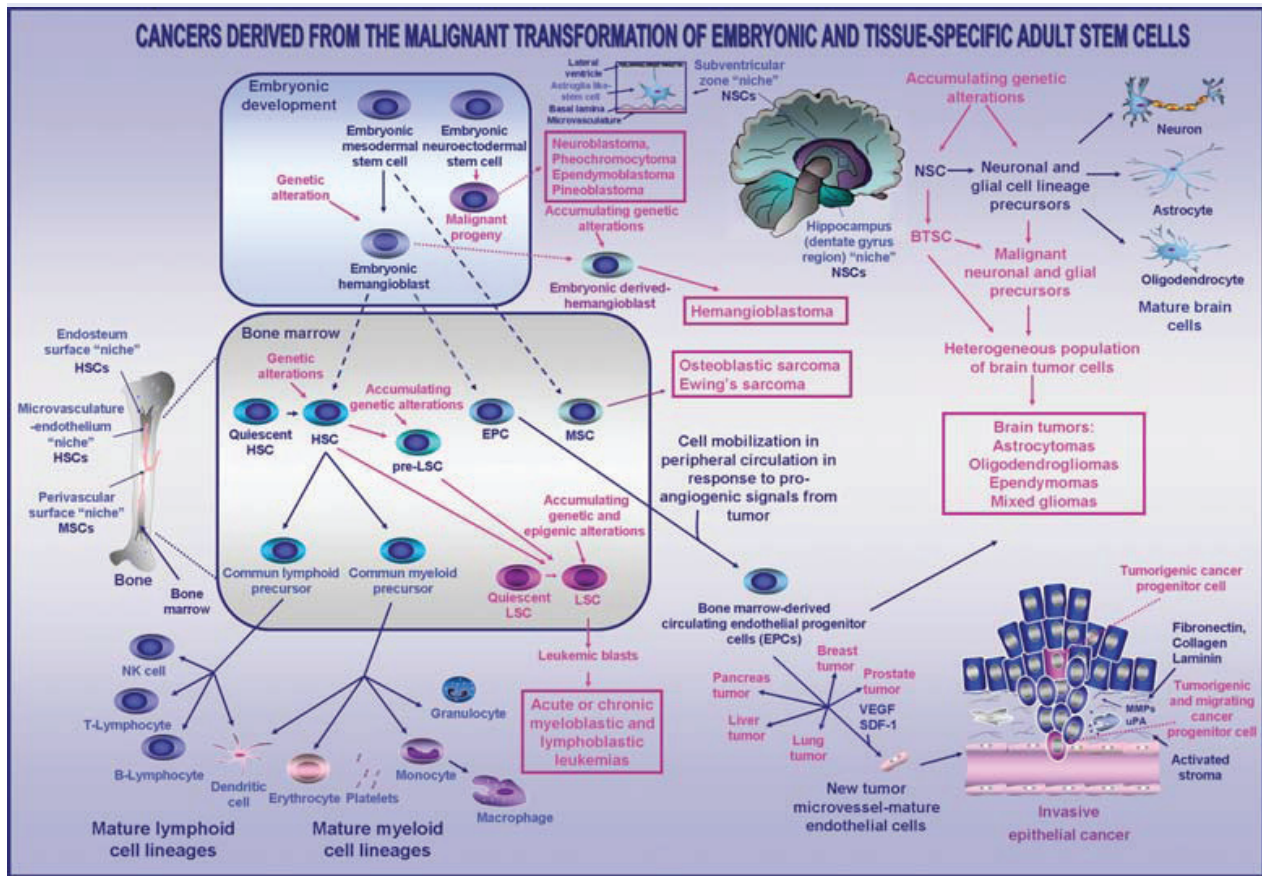 CANCERS DERIVED FROM THE MALIGNANT TRANSFORMATION OF EMBRYONIC AND TISSUE-SPECIFIC ADULT STEM CELLS
Embryonic
development
Embryonic
mesodermal
stem cell
Embryonic
neuroectodermal
stem cell
Genetic
alteration
Malignant
progeny
Embryonic
hemangioblast
Lateral
ventricle
Astroglia like-
stem cell
Basal lamina
Microvasculature
Subventricular
zone "niche"
NSCs
Neuroblastoma,
Pheochromocytoma
Ependymoblastoma
Pineoblastoma
Accumulating genetic
alterations
Embryonic derived-
hemangioblast
Hemangioblastoma
Hippocampus
(dentate gyrus
region) "niche"
NSCs
Accumulating genetic
alterations
NSC
Neuronal and
glial cell lineage
precursors
BTSC
Malignant
neuronal and glial
precursors
Neuron
Astrocyte
Oligodendrocyte
Mature brain
cells
Heterogeneous population
of brain tumor cells
Brain tumors:
Astrocytomas
Oligodendrogliomas
Ependymomas
Mixed gliomas
Endosteum
surface "niche"
HSCs
Microvasculature
-endothelium
"niche"
HSCs
Perivascular
surface "niche"
MSCs
Bone
Bone
marrow
Bone marrow
Genetic
alterations
Accumulating
genetic alterations
Quiescent
HSC
HSC
pre-LSC
EPC
MSC
Osteoblastic sarcoma
Ewing's sarcoma
Accumulating
genetic and
epigenic alterations
Commun lymphoid
precursor
Commun myeloid
precursor
Quiescent
LSC
LSC
Cell mobilization in
peripheral circulation in
response to pro-
angiogenic signals from
tumor
Bone marrow-derived
circulating endothelial progenitor
cells (EPCs)
Leukemic blasts
Acute or chronic
myeloblastic and
lymphoblastic
leukemias
NK cell
T-Lymphocyte
B-Lymphocyte
Dendritic
cell
Erythrocyte
Platelets
Granulocyte
Monocyte
Macrophage
Mature lymphoid
cell lineages
Mature myeloid
cell lineages
Breast
tumor
Pancreas
tumor
Prostate
tumor
Liver
tumor
Lung
tumor
VEGF
SDF-1
New tumor
microvessel-mature
endothelial cells
Tumorigenic cancer
progenitor cell
Fibronectin,
Collagen
Laminin
MMPs
uPA
Tumorigenic
and migrating
cancer
progenitor cell
Activated
stroma
Invasive
epithelial cancer